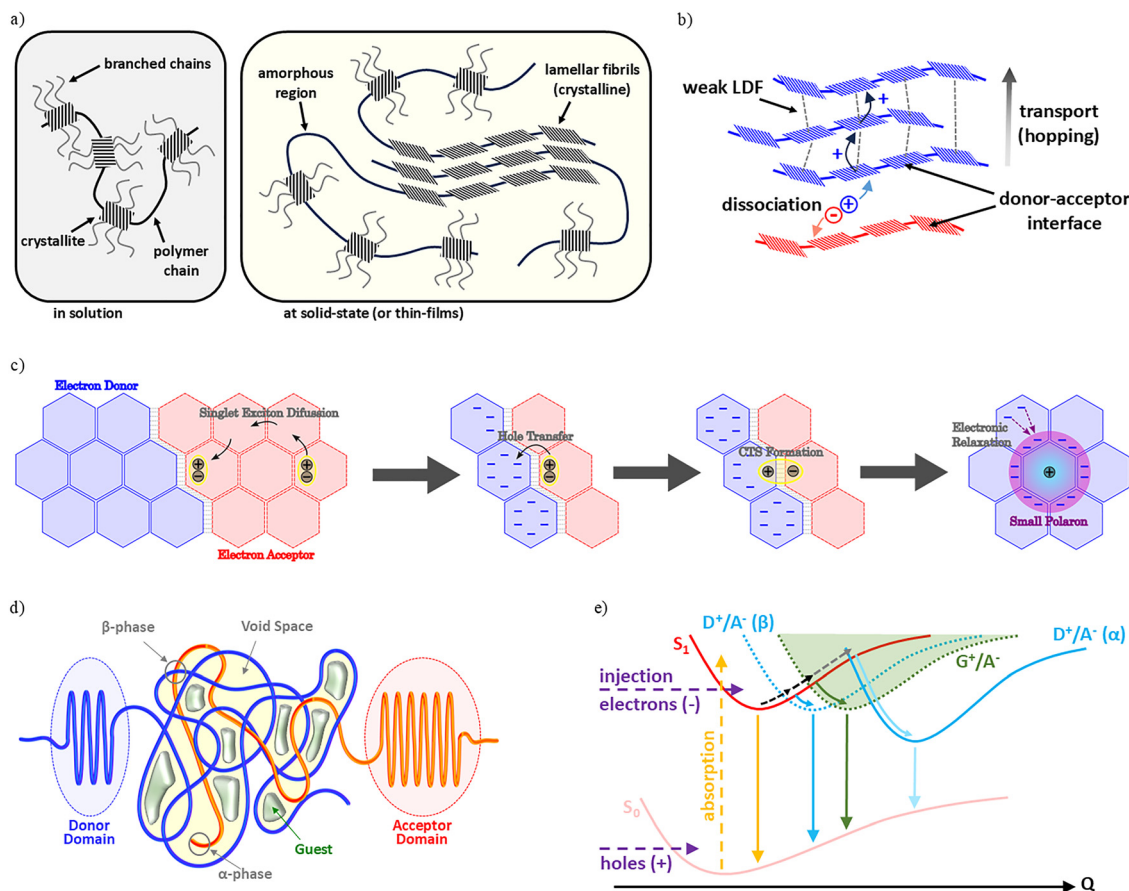 a)
branched chains
crystallite
polymer
chain
in solution
amorphous
region
lamellar fibrils
(crystalline)
at solid-state (or thin-films)
b)
weak LDF
+
+
transport
(hopping)
dissociation
- +
donor-acceptor
interface
c)
Electron Donor
Singlet Exciton Difussion
+
-
+
-
Electron Acceptor
Hole Transfer
+
-
CTS Formation
+ -
Electronic
Relaxation
+
Small Polaron
d)
β-phase
Void Space
Donor
Domain
Guest
α-phase
Acceptor
Domain
e)
S1
D+/A- (β)
D+/A- (α)
G+/A-
injection
electrons (-)
absorption
S0
holes (+)
Q